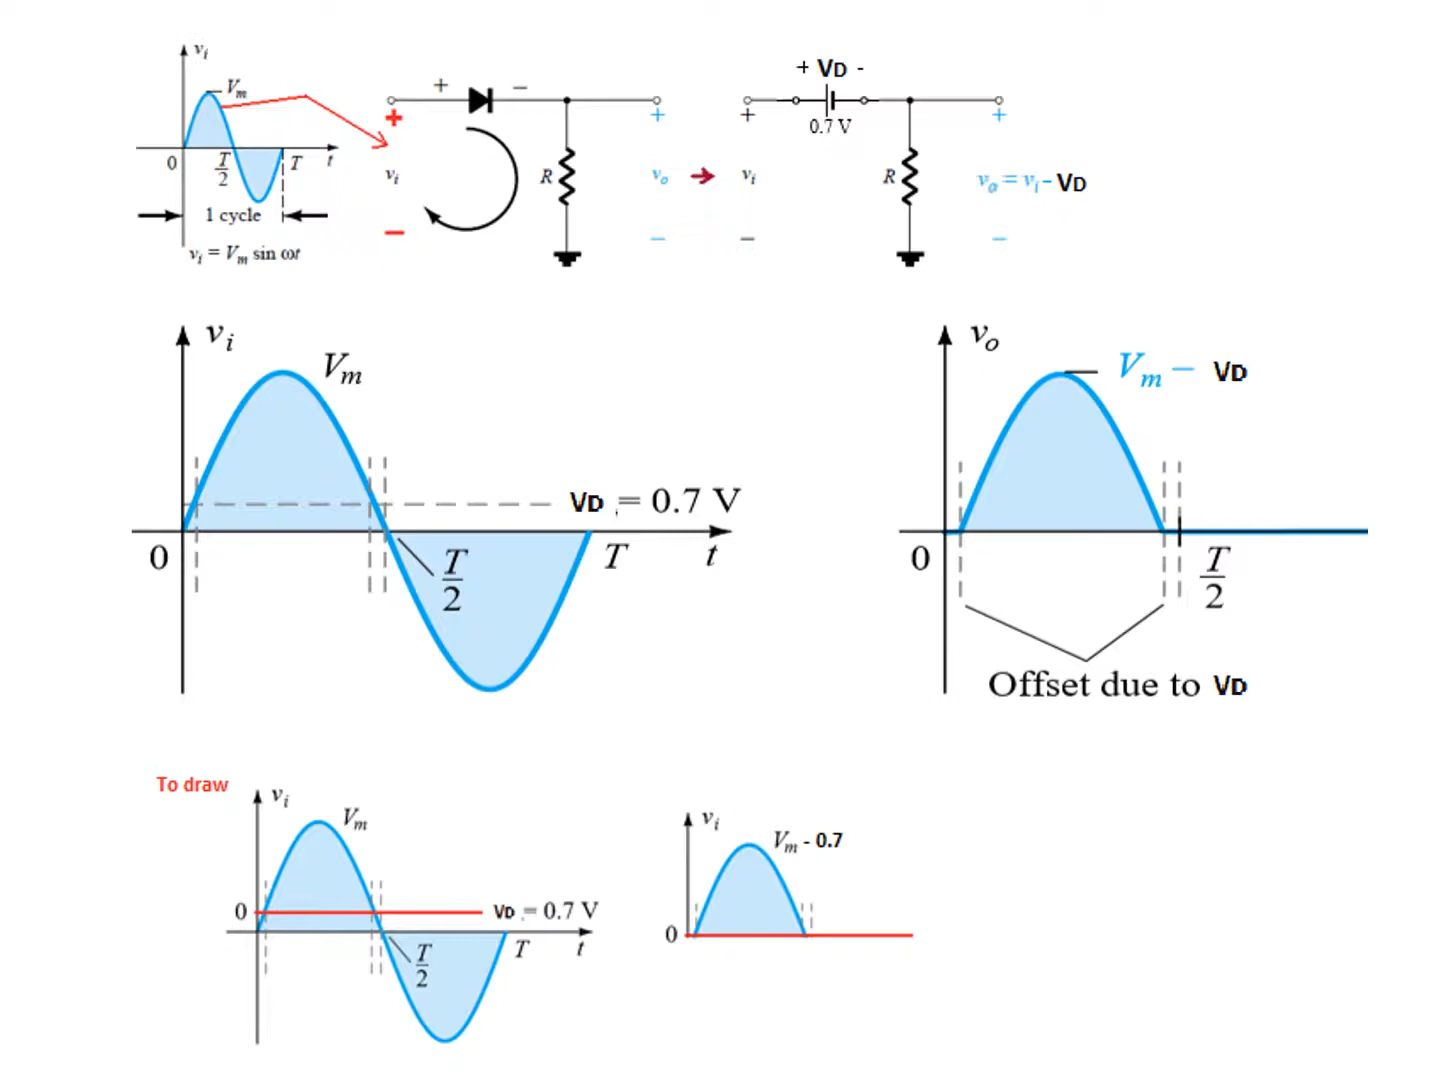 vi
Vm
0
T
2
T
t
1 cycle
vi = Vm sin ωt
+
−
+
vi
−
R
+
vo
−
+ VD -
0.7 V
+
vi
−
R
+
vo = vi - VD
−
vi
Vm
VD = 0.7 V
0
T
2
T
t
vo
Vm − VD
0
T
2
Offset due to VD
To draw
vi
Vm
0
VD = 0.7 V
T
2
T
t
vi
Vm - 0.7
0